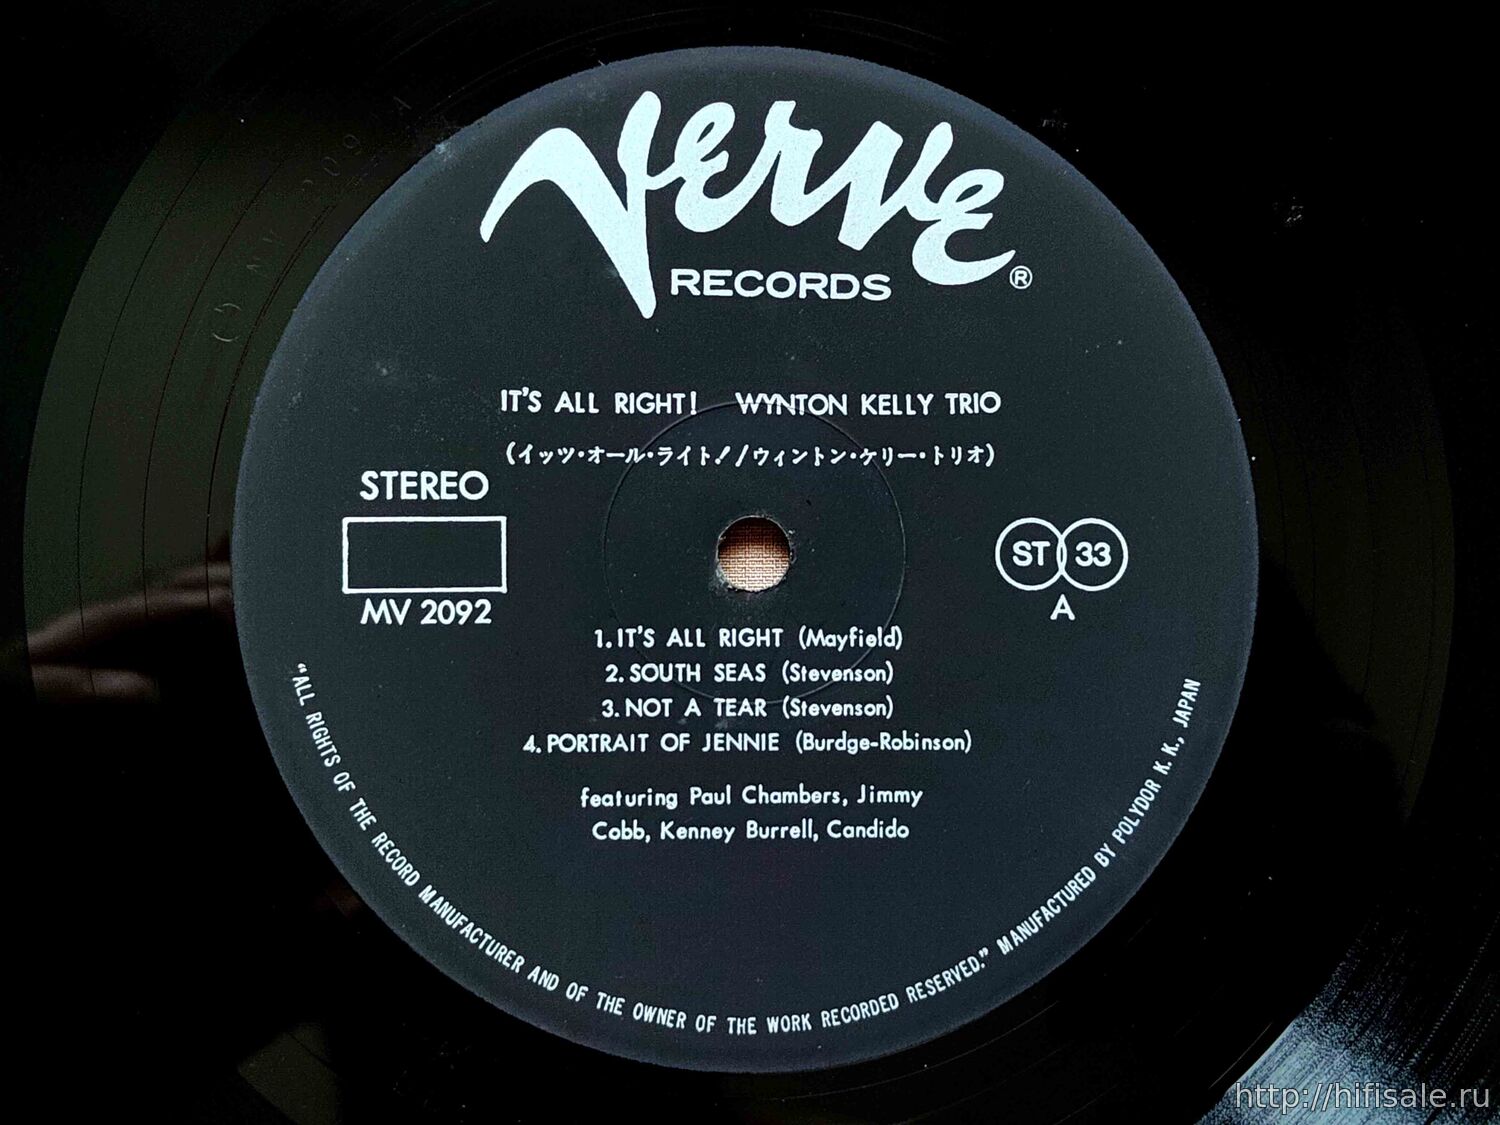 Verve
RECORDS ®
IT'S ALL RIGHT! WYNTON KELLY TRIO
(イッツ・オール・ライト!/ウィントン・ケリー・トリオ)
STEREO
MV 2092
ST 33
A
1. IT'S ALL RIGHT (Mayfield)
2. SOUTH SEAS (Stevenson)
3. NOT A TEAR (Stevenson)
4. PORTRAIT OF JENNIE (Burdge-Robinson)
featuring Paul Chambers, Jimmy
Cobb, Kenney Burrell, Candido
"ALL RIGHTS OF THE RECORD MANUFACTURER AND OF THE OWNER OF THE WORK RECORDED RESERVED." MANUFACTURED BY POLYDOR K. K., JAPAN
http://hifisale.ru